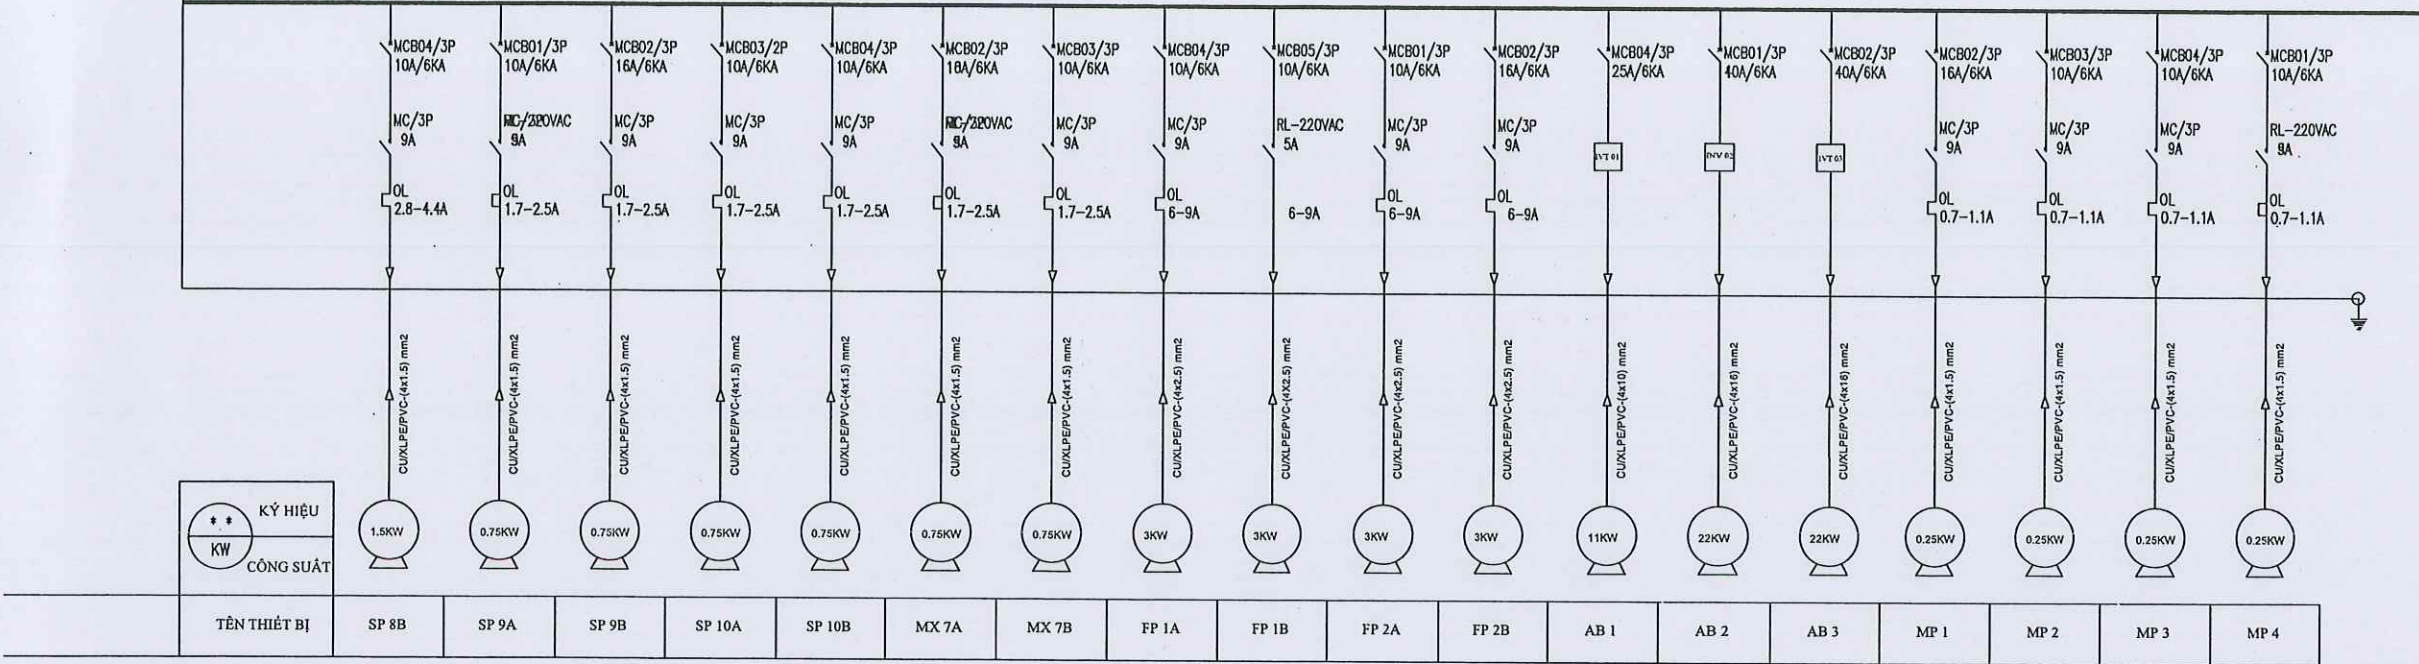 MCB04/3P
10A/6KA
MCB01/3P
10A/6KA
MCB02/3P
16A/6KA
MCB03/2P
10A/6KA
MCB04/3P
10A/6KA
MCB02/3P
MCB03/3P
10A/6KA
MCB04/3P
10A/6KA
MCB05/3P
10A/6KA
MCB01/3P
10A/6KA
MCB02/3P
16A/6KA
MCB04/3P
25A/6KA
MCB01/3P
40A/6KA
MCB02/3P
40A/6KA
MCB02/3P
16A/6KA
MCB03/3P
10A/6KA
MCB04/3P
10A/6KA
MCB01/3P
10A/6KA
MC/3P
9A
MC/3P
9A
MC/3P
9A
MC/3P
9A
MC/3P
9A
MC/3P
9A
RL-220VAC
5A
MC/3P
9A
MC/3P
9A
IVT 01
INV 02
IVT 03
MC/3P
9A
MC/3P
9A
MC/3P
9A
RL-220VAC
OL
2.8-4.4A
OL
1.7-2.5A
OL
1.7-2.5A
OL
1.7-2.5A
OL
1.7-2.5A
OL
1.7-2.5A
OL
1.7-2.5A
OL
6-9A
6-9A
OL
6-9A
OL
6-9A
OL
0.7-1.1A
OL
0.7-1.1A
OL
0.7-1.1A
OL
0.7-1.1A
CU/XLPE/PVC-(4x1.5) mm2
CU/XLPE/PVC-(4x1.5) mm2
CU/XLPE/PVC-(4x1.5) mm2
CU/XLPE/PVC-(4x1.5) mm2
CU/XLPE/PVC-(4x1.5) mm2
CU/XLPE/PVC-(4x1.5) mm2
CU/XLPE/PVC-(4x1.5) mm2
CU/XLPE/PVC-(4x2.5) mm2
CU/XLPE/PVC-(4X2.5) mm2
CU/XLPE/PVC-(4x2.5) mm2
CU/XLPE/PVC-(4x2.5) mm2
CU/XLPE/PVC-(4x10) mm2
CU/XLPE/PVC-(4x16) mm2
CU/XLPE/PVC-(4x16) mm2
CU/XLPE/PVC-(4x1.5) mm2
CU/XLPE/PVC-(4x1.5) mm2
CU/XLPE/PVC-(4x1.5) mm2
CU/XLPE/PVC-(4x1.5) mm2
* *
KÝ HIỆU
KW
CÔNG SUẤT
1.5KW
0.75KW
0.75KW
0.75KW
0.75KW
0.75KW
0.75KW
3KW
3KW
3KW
3KW
11KW
22KW
22KW
0.25KW
0.25KW
0.25KW
0.25KW
TÊN THIẾT BỊ
SP 8B
SP 9A
SP 9B
SP 10A
SP 10B
MX 7A
MX 7B
FP 1A
FP 1B
FP 2A
FP 2B
AB 1
AB 2
AB 3
MP 1
MP 2
MP 3
MP 4